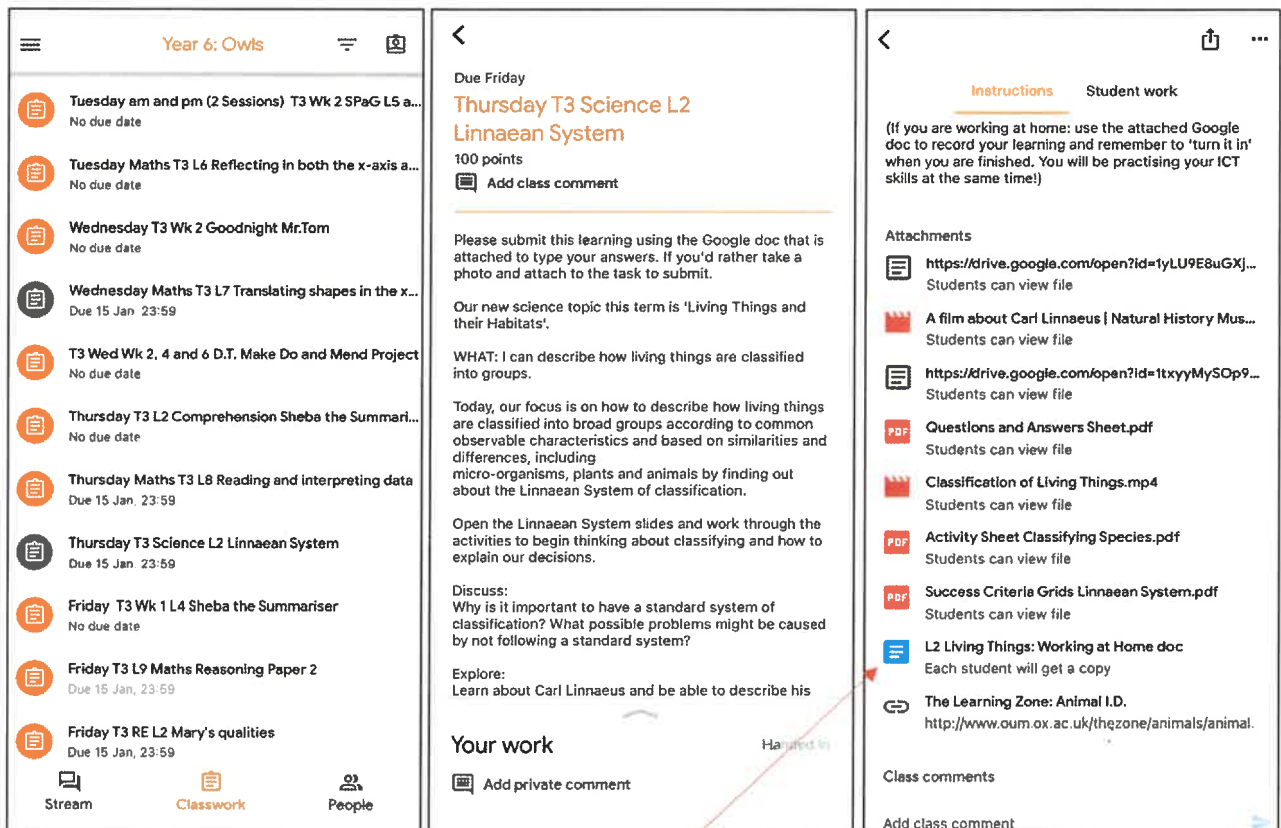 Year 6: Owls
Tuesday am and pm (2 Sessions) T3 Wk 2 SPaG L5 a...
No due date
Tuesday Maths T3 L6 Reflecting in both the x-axis a...
No due date
Wednesday T3 Wk 2 Goodnight Mr.Tom
No due date
Wednesday Maths T3 L7 Translating shapes in the x...
Due 15 Jan, 23:59
T3 Wed Wk 2, 4 and 6 D.T. Make Do and Mend Project
No due date
Thursday T3 L2 Comprehension Sheba the Summari...
No due date
Thursday Maths T3 L8 Reading and interpreting data
Due 15 Jan, 23:59
Thursday T3 Science L2 Linnaean System
Due 15 Jan, 23:59
Friday T3 Wk 1 L4 Sheba the Summariser
No due date
Friday T3 L9 Maths Reasoning Paper 2
Due 15 Jan, 23:59
Friday T3 RE L2 Mary's qualities
Due 15 Jan, 23:59
Stream
Classwork
People
Due Friday
Thursday T3 Science L2
Linnaean System
100 points
Add class comment
Please submit this learning using the Google doc that is
attached to type your answers. If you'd rather take a
photo and attach to the task to submit.
Our new science topic this term is 'Living Things and
their Habitats'.
WHAT: I can describe how living things are classified
into groups.
Today, our focus is on how to describe how living things
are classified into broad groups according to common
observable characteristics and based on similarities and
differences, including
micro-organisms, plants and animals by finding out
about the Linnaean System of classification.
Open the Linnaean System slides and work through the
activities to begin thinking about classifying and how to
explain our decisions.
Discuss:
Why is it important to have a standard system of
classification? What possible problems might be caused
by not following a standard system?
Explore:
Learn about Carl Linnaeus and be able to describe his
Your work
Handed in
Add private comment
Instructions
Student work
(If you are working at home: use the attached Google
doc to record your learning and remember to 'turn it in'
when you are finished. You will be practising your ICT
skills at the same time!)
Attachments
https://drive.google.com/open?id=1yLU9E8uGXj...
Students can view file
A film about Carl Linnaeus | Natural History Mus...
Students can view file
https://drive.google.com/open?id=1txyyMySOp9...
Students can view file
PDF
Questions and Answers Sheet.pdf
Students can view file
Classification of Living Things.mp4
Students can view file
PDF
Activity Sheet Classifying Species.pdf
Students can view file
PDF
Success Criteria Grids Linnaean System.pdf
Students can view file
L2 Living Things: Working at Home doc
Each student will get a copy
The Learning Zone: Animal I.D.
http://www.oum.ox.ac.uk/thezone/animals/animal.
Class comments
Add class comment